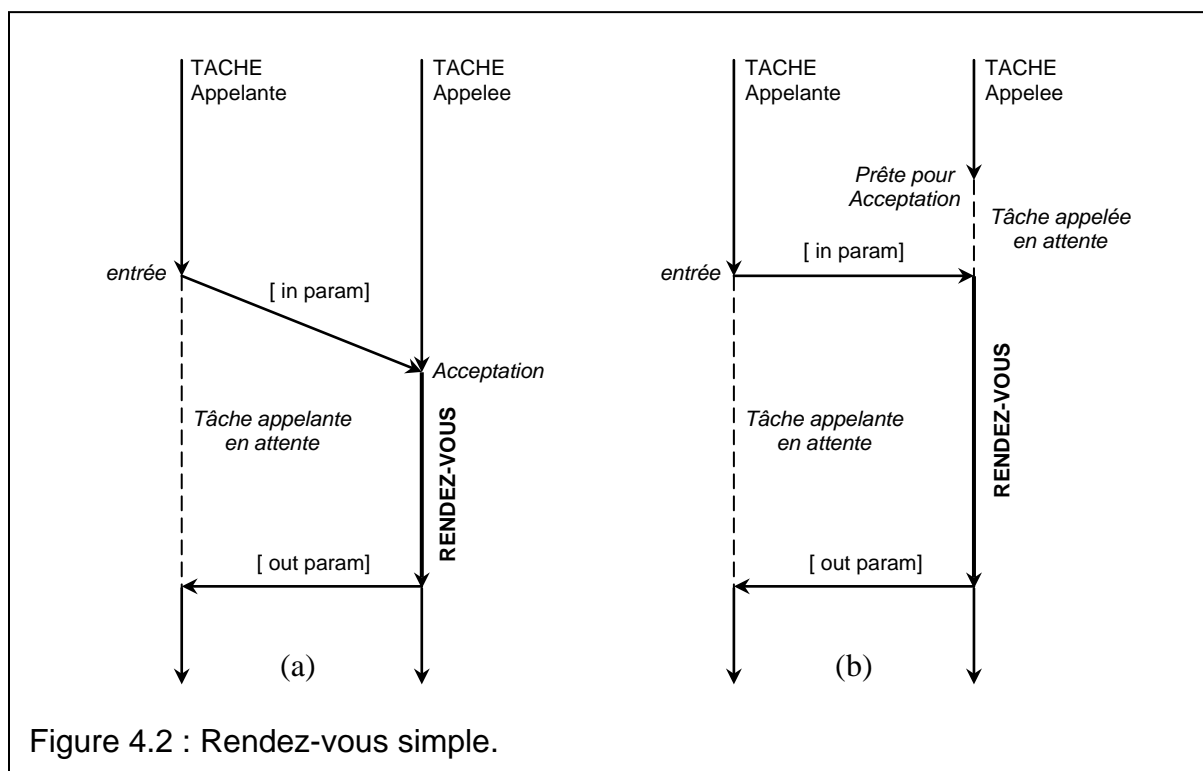 TACHE
Appelante
TACHE
Appelee
entrée
[ in param]
Acceptation
Tâche appelante
en attente
RENDEZ-VOUS
[ out param]
(a)
TACHE
Appelante
TACHE
Appelee
Prête pour
Acceptation
Tâche appelée
en attente
entrée
[ in param]
Tâche appelante
en attente
RENDEZ-VOUS
[ out param]
(b)
Figure 4.2 : Rendez-vous simple.